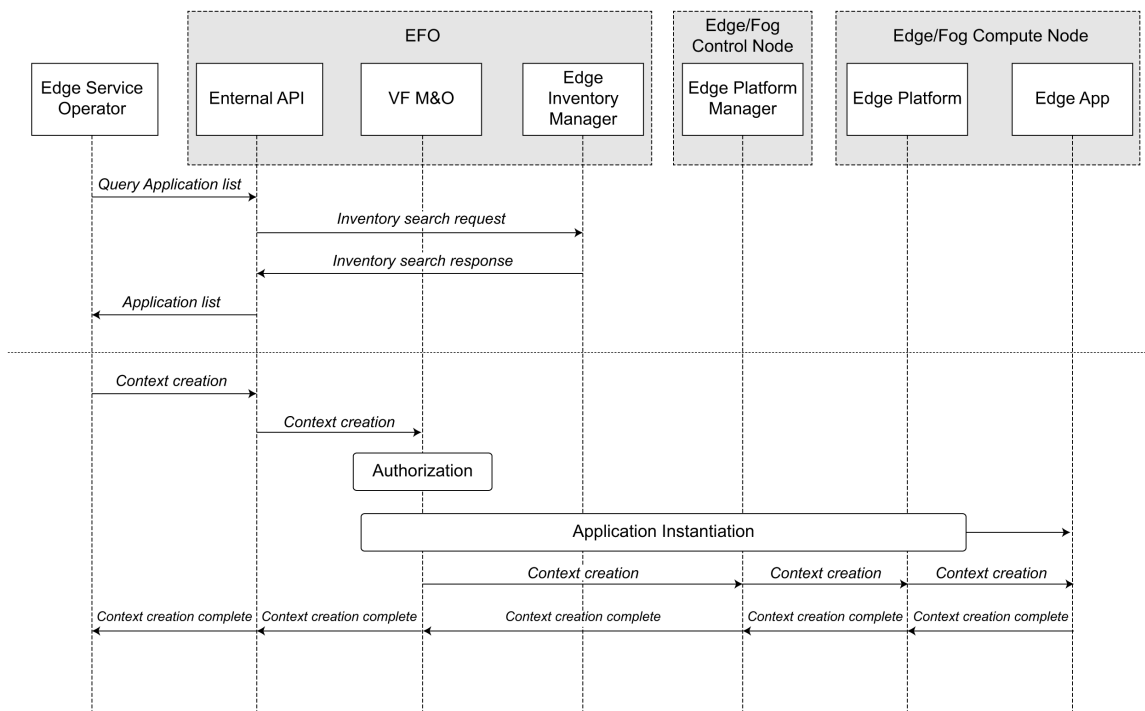 EFO
Edge/Fog
Control Node
Edge/Fog Compute Node
Edge Service
Operator
Enternal API
VF M&O
Edge
Inventory
Manager
Edge Platform
Manager
Edge Platform
Edge App
Query Application list
Inventory search request
Inventory search response
Application list
Context creation
Context creation
Authorization
Application Instantiation
Context creation
Context creation
Context creation
Context creation complete
Context creation complete
Context creation complete
Context creation complete
Context creation complete